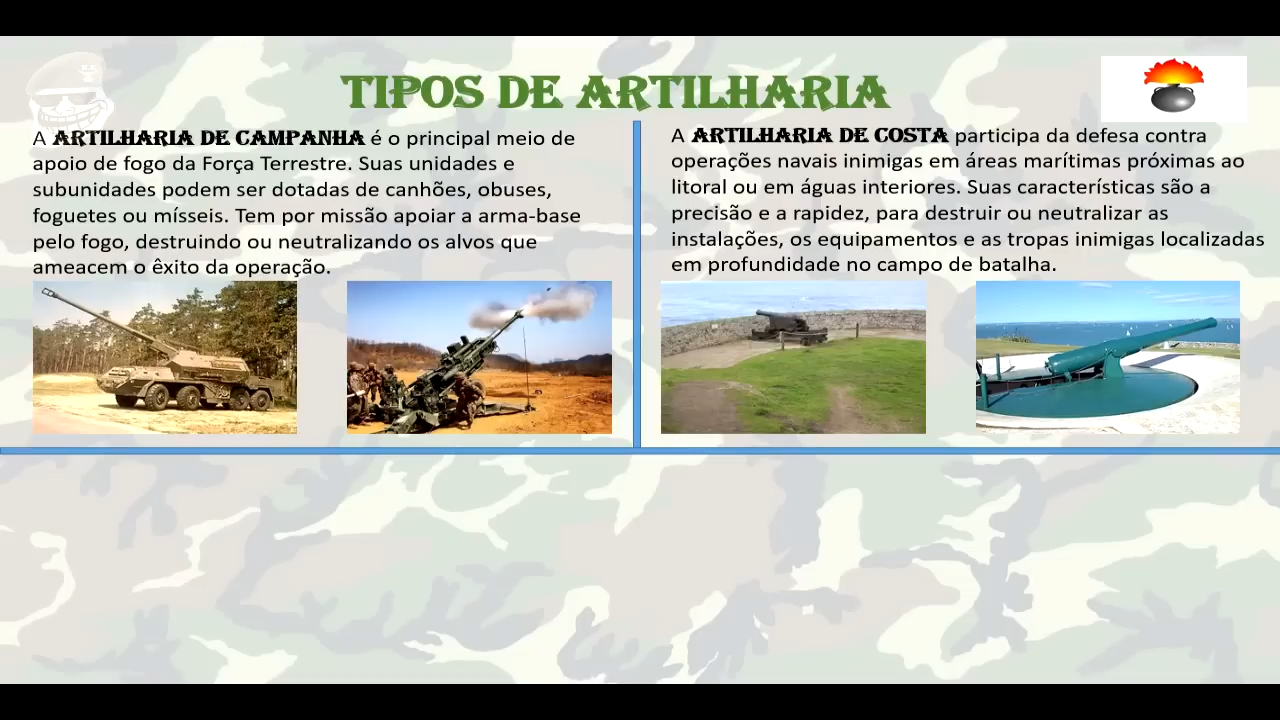 TIPOS DE ARTILHARIA
A ARTILHARIA DE CAMPANHA é o principal meio de
apoio de fogo da Força Terrestre. Suas unidades e
subunidades podem ser dotadas de canhões, obuses,
foguetes ou mísseis. Tem por missão apoiar a arma-base
pelo fogo, destruindo ou neutralizando os alvos que
ameacem o êxito da operação.
A ARTILHARIA DE COSTA participa da defesa contra
operações navais inimigas em áreas marítimas próximas ao
litoral ou em águas interiores. Suas características são a
precisão e a rapidez, para destruir ou neutralizar as
instalações, os equipamentos e as tropas inimigas localizadas
em profundidade no campo de batalha.